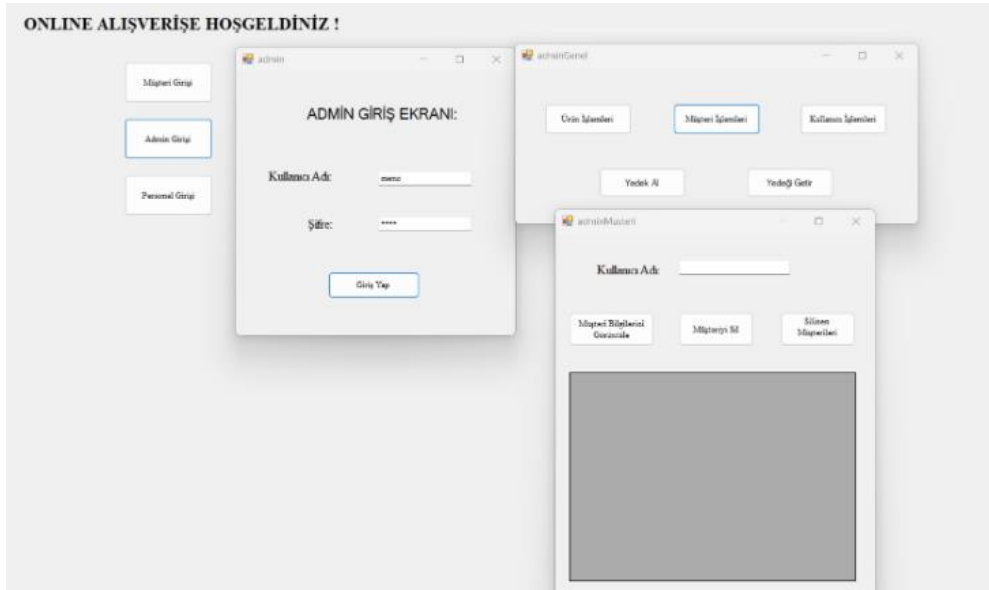 ONLINE ALIŞVERİŞE HOŞGELDİNİZ !
Müşteri Girişi
Admin Girişi
Personel Girişi
admin
ADMİN GİRİŞ EKRANI:
Kullanıcı Adı:
Şifre:
****
Giriş Yap
adminGenel
Ürün İşlemleri
Müşteri İşlemleri
Kullanıcı İşlemleri
Yedek Al
Yedeği Getir
adminMusteri
Kullanıcı Adı:
Müşteri Bilgilerini
Görüntüle
Müşteriyi Sil
Silinen
Müşterileri